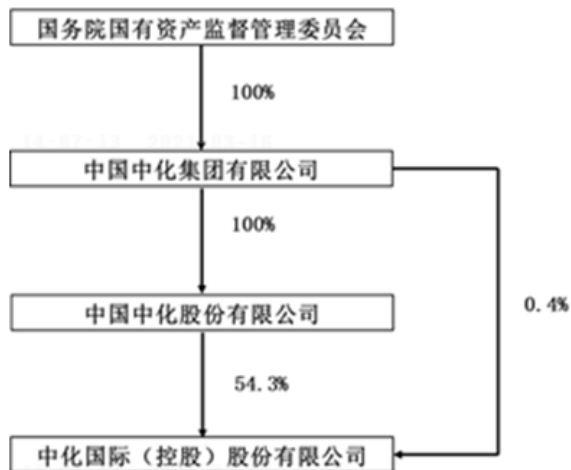 国务院国有资产监督管理委员会
100%
中国中化集团有限公司
100%
中国中化股份有限公司
0.4%
54.3%
中化国际（控股）股份有限公司